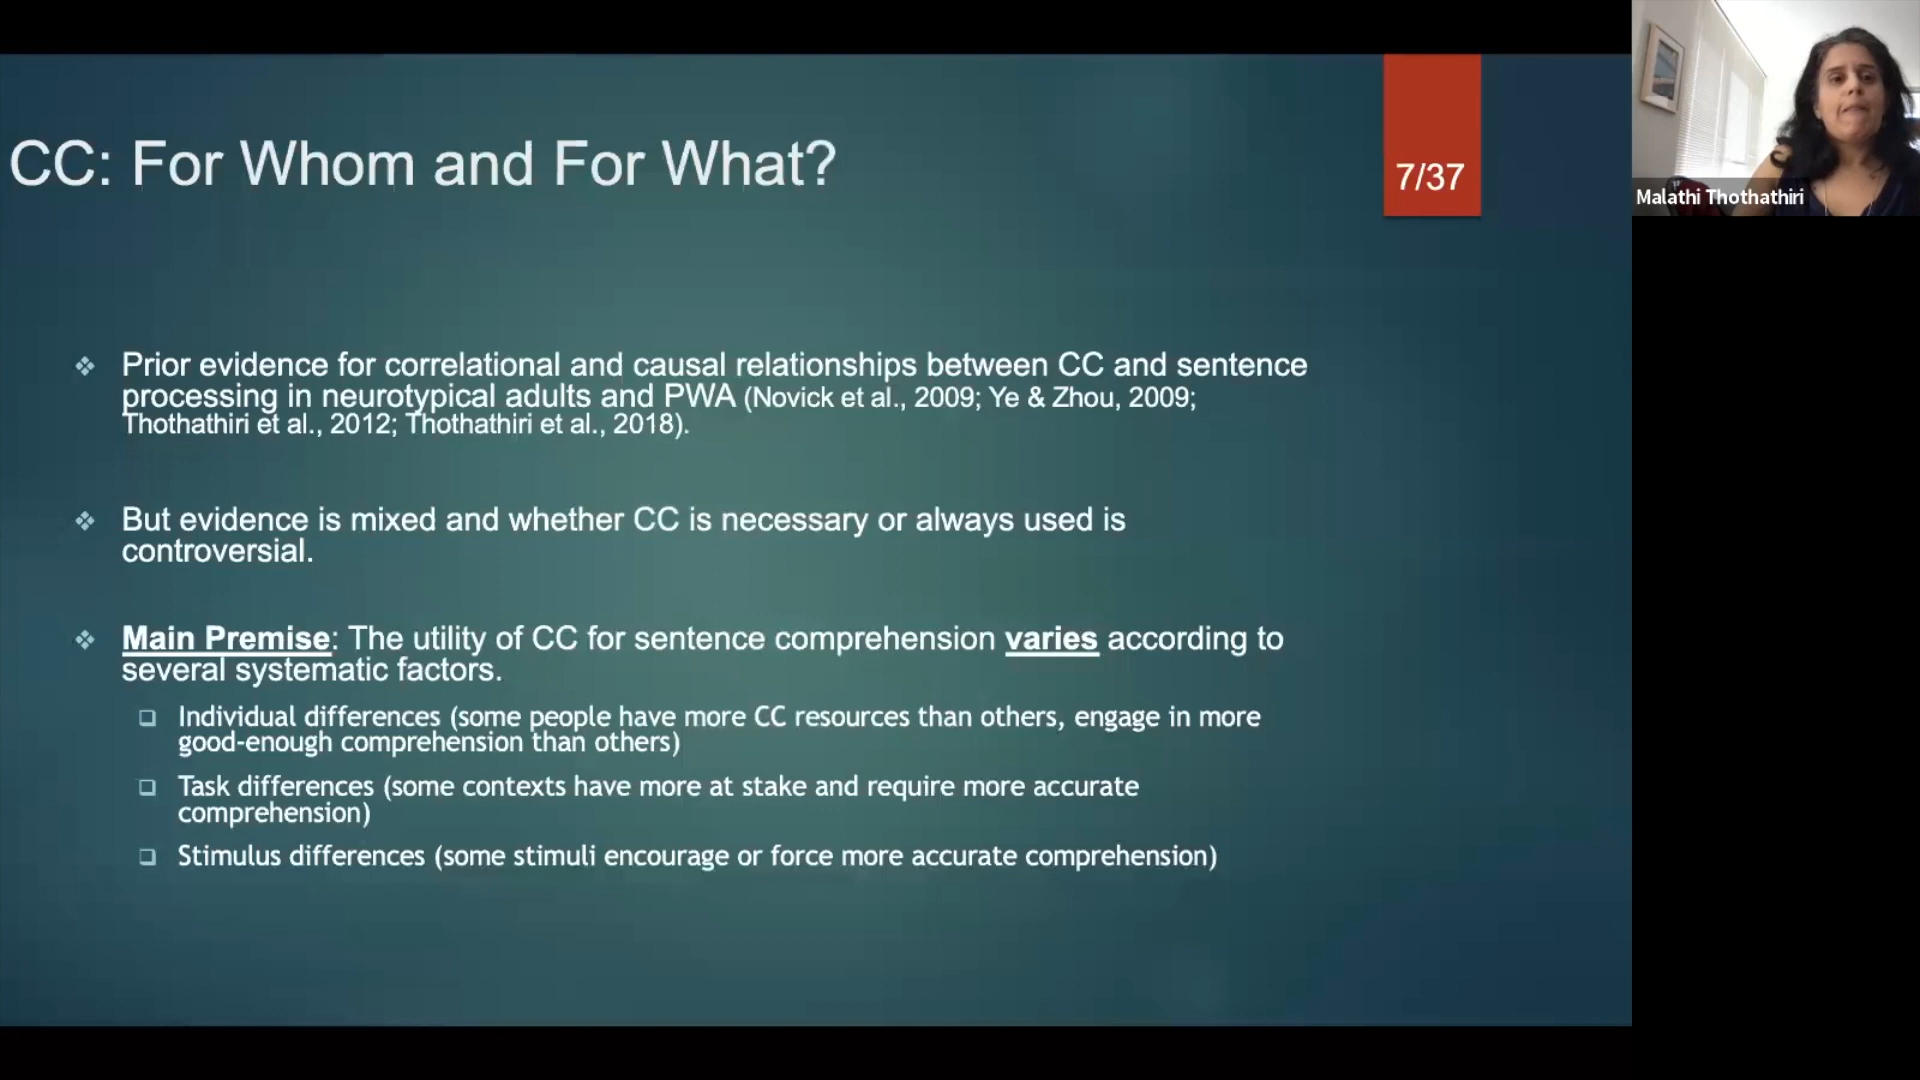 CC: For Whom and For What?
7/37
Malathi Thothathiri
Prior evidence for correlational and causal relationships between CC and sentence
processing in neurotypical adults and PWA (Novick et al., 2009; Ye & Zhou, 2009;
Thothathiri et al., 2012; Thothathiri et al., 2018).
But evidence is mixed and whether CC is necessary or always used is
controversial.
Main Premise: The utility of CC for sentence comprehension varies according to
several systematic factors.
Individual differences (some people have more CC resources than others, engage in more
good-enough comprehension than others)
Task differences (some contexts have more at stake and require more accurate
comprehension)
Stimulus differences (some stimuli encourage or force more accurate comprehension)